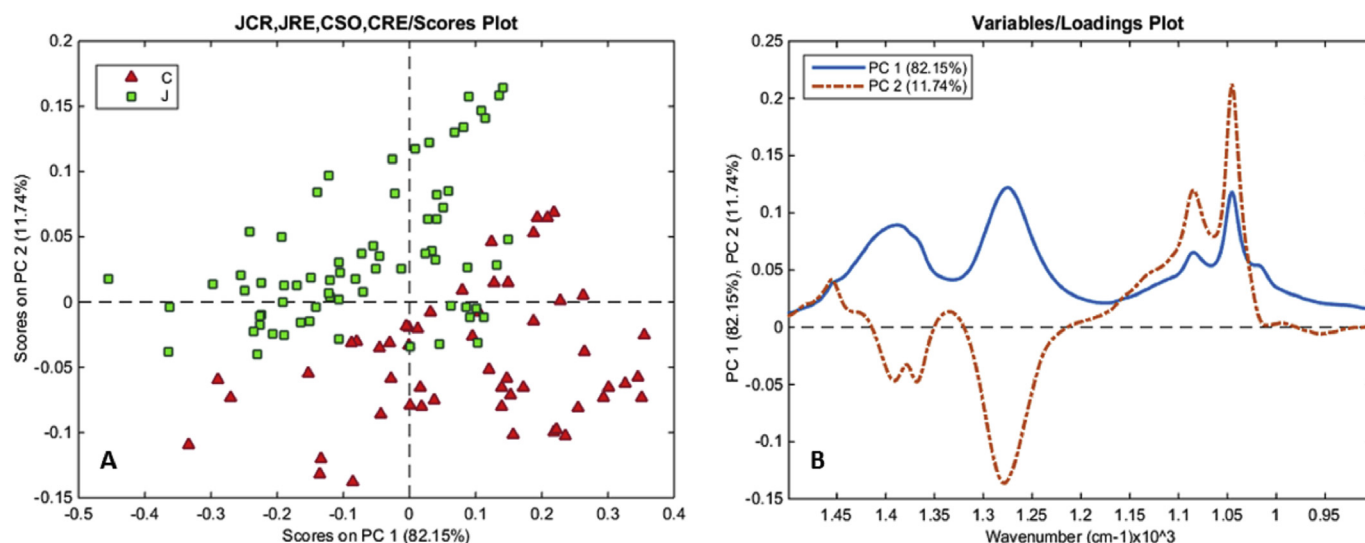 JCR,JRE,CSO,CRE/Scores Plot
0.2
0.15
0.1
0.05
0
-0.05
-0.1
-0.15
Scores on PC 2 (11.74%)
C
J
A
-0.5 -0.4 -0.3 -0.2 -0.1 0 0.1 0.2 0.3 0.4
Scores on PC 1 (82.15%)
Variables/Loadings Plot
0.25
0.2
0.15
0.1
0.05
0
-0.05
-0.1
-0.15
PC 1 (82.15%), PC 2 (11.74%)
PC 1 (82.15%)
PC 2 (11.74%)
B
1.45 1.4 1.35 1.3 1.25 1.2 1.15 1.1 1.05 1 0.95
Wavenumber (cm-1)x10^3